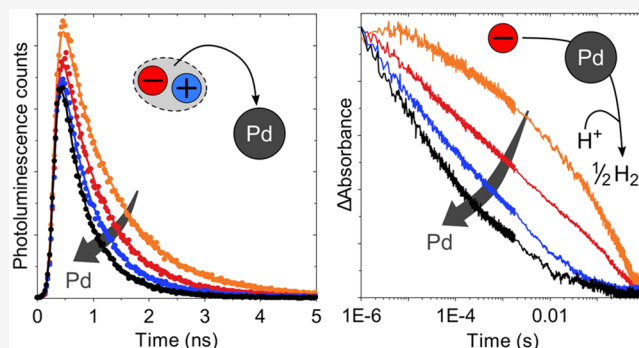 Photoluminescence counts
− +
Pd
Pd
0 1 2 3 4 5
Time (ns)
ΔAbsorbance
−
Pd
H⁺
½ H₂
Pd
1E-6 1E-4 0.01
Time (s)